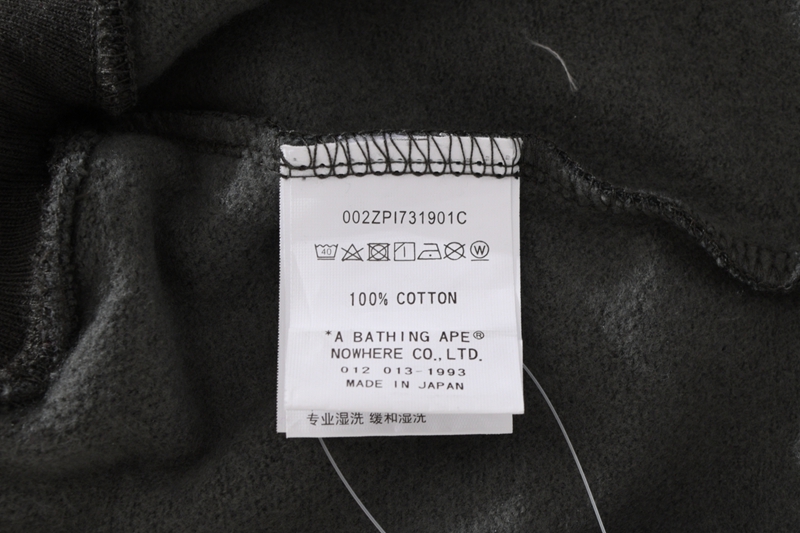 002ZPI731901C
40 W
100% COTTON
*A BATHING APE®
NOWHERE CO.,LTD.
012 013-1993
MADE IN JAPAN
专业湿洗 缓和湿洗